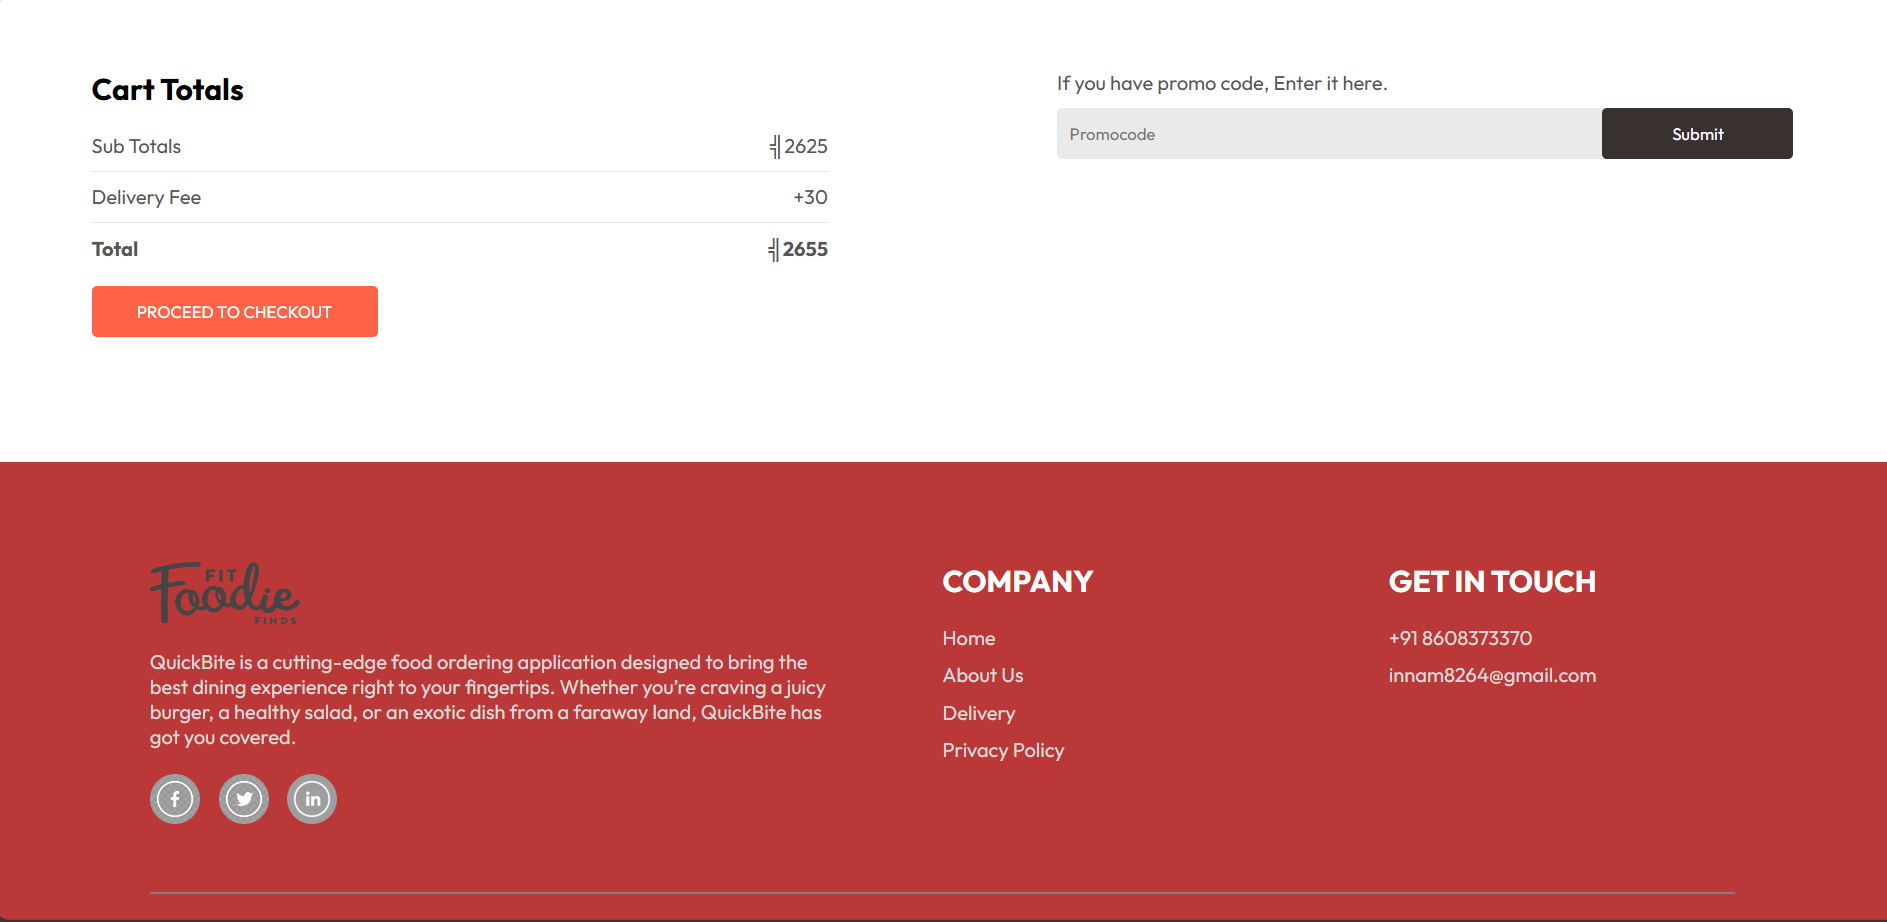 Cart Totals
Sub Totals ╣2625
Delivery Fee +30
Total ╣2655
PROCEED TO CHECKOUT
If you have promo code, Enter it here.
Promocode Submit
FIT
Foodie
FINDS
QuickBite is a cutting-edge food ordering application designed to bring the
best dining experience right to your fingertips. Whether you’re craving a juicy
burger, a healthy salad, or an exotic dish from a faraway land, QuickBite has
got you covered.
f
in
COMPANY
Home
About Us
Delivery
Privacy Policy
GET IN TOUCH
+91 8608373370
innam8264@gmail.com